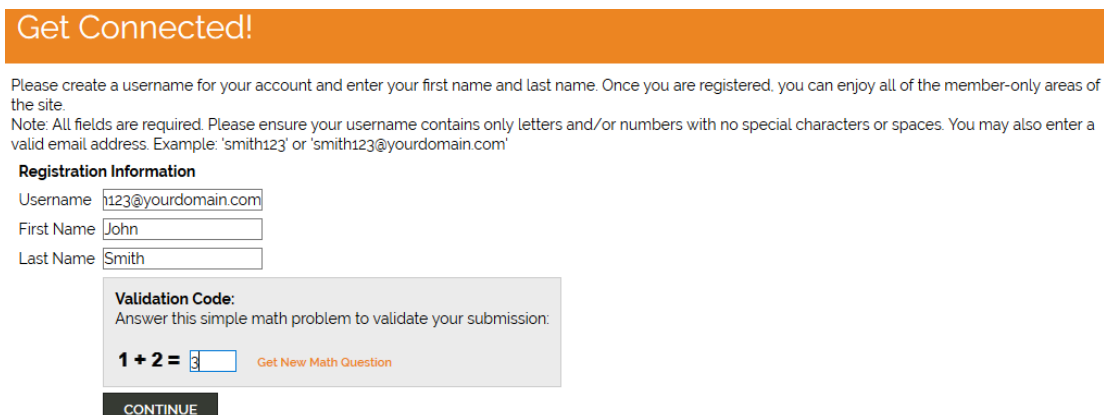 Get Connected!
Please create a username for your account and enter your first name and last name. Once you are registered, you can enjoy all of the member-only areas of
the site.
Note: All fields are required. Please ensure your username contains only letters and/or numbers with no special characters or spaces. You may also enter a
valid email address. Example: 'smith123' or 'smith123@yourdomain.com'
Registration Information
Username h123@yourdomain.com
First Name John
Last Name Smith
Validation Code:
Answer this simple math problem to validate your submission:
1 + 2 = 3 Get New Math Question
CONTINUE